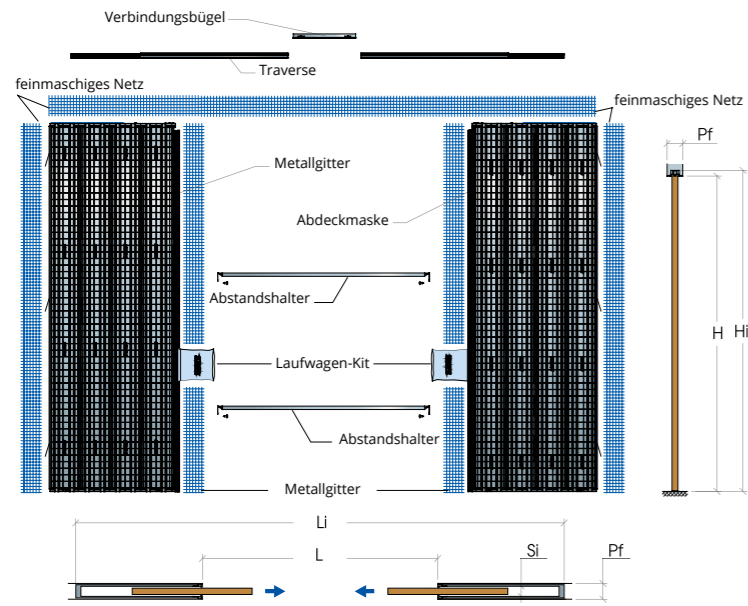 Verbindungsbügel
Traverse
feinmaschiges Netz
feinmaschiges Netz
Pf
Metallgitter
Abdeckmaske
Abstandshalter
H
Hi
Laufwagen-Kit
Abstandshalter
Metallgitter
Li
L
Si
Pf